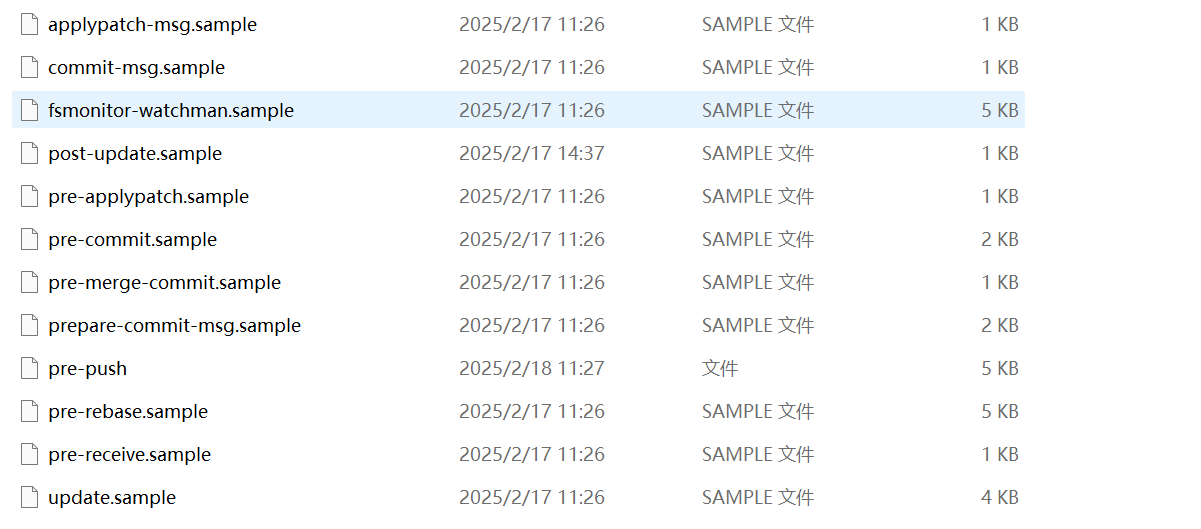 applypatch-msg.sample 2025/2/17 11:26 SAMPLE 文件 1 KB
commit-msg.sample 2025/2/17 11:26 SAMPLE 文件 1 KB
fsmonitor-watchman.sample 2025/2/17 11:26 SAMPLE 文件 5 KB
post-update.sample 2025/2/17 14:37 SAMPLE 文件 1 KB
pre-applypatch.sample 2025/2/17 11:26 SAMPLE 文件 1 KB
pre-commit.sample 2025/2/17 11:26 SAMPLE 文件 2 KB
pre-merge-commit.sample 2025/2/17 11:26 SAMPLE 文件 1 KB
prepare-commit-msg.sample 2025/2/17 11:26 SAMPLE 文件 2 KB
pre-push 2025/2/18 11:27 文件 5 KB
pre-rebase.sample 2025/2/17 11:26 SAMPLE 文件 5 KB
pre-receive.sample 2025/2/17 11:26 SAMPLE 文件 1 KB
update.sample 2025/2/17 11:26 SAMPLE 文件 4 KB